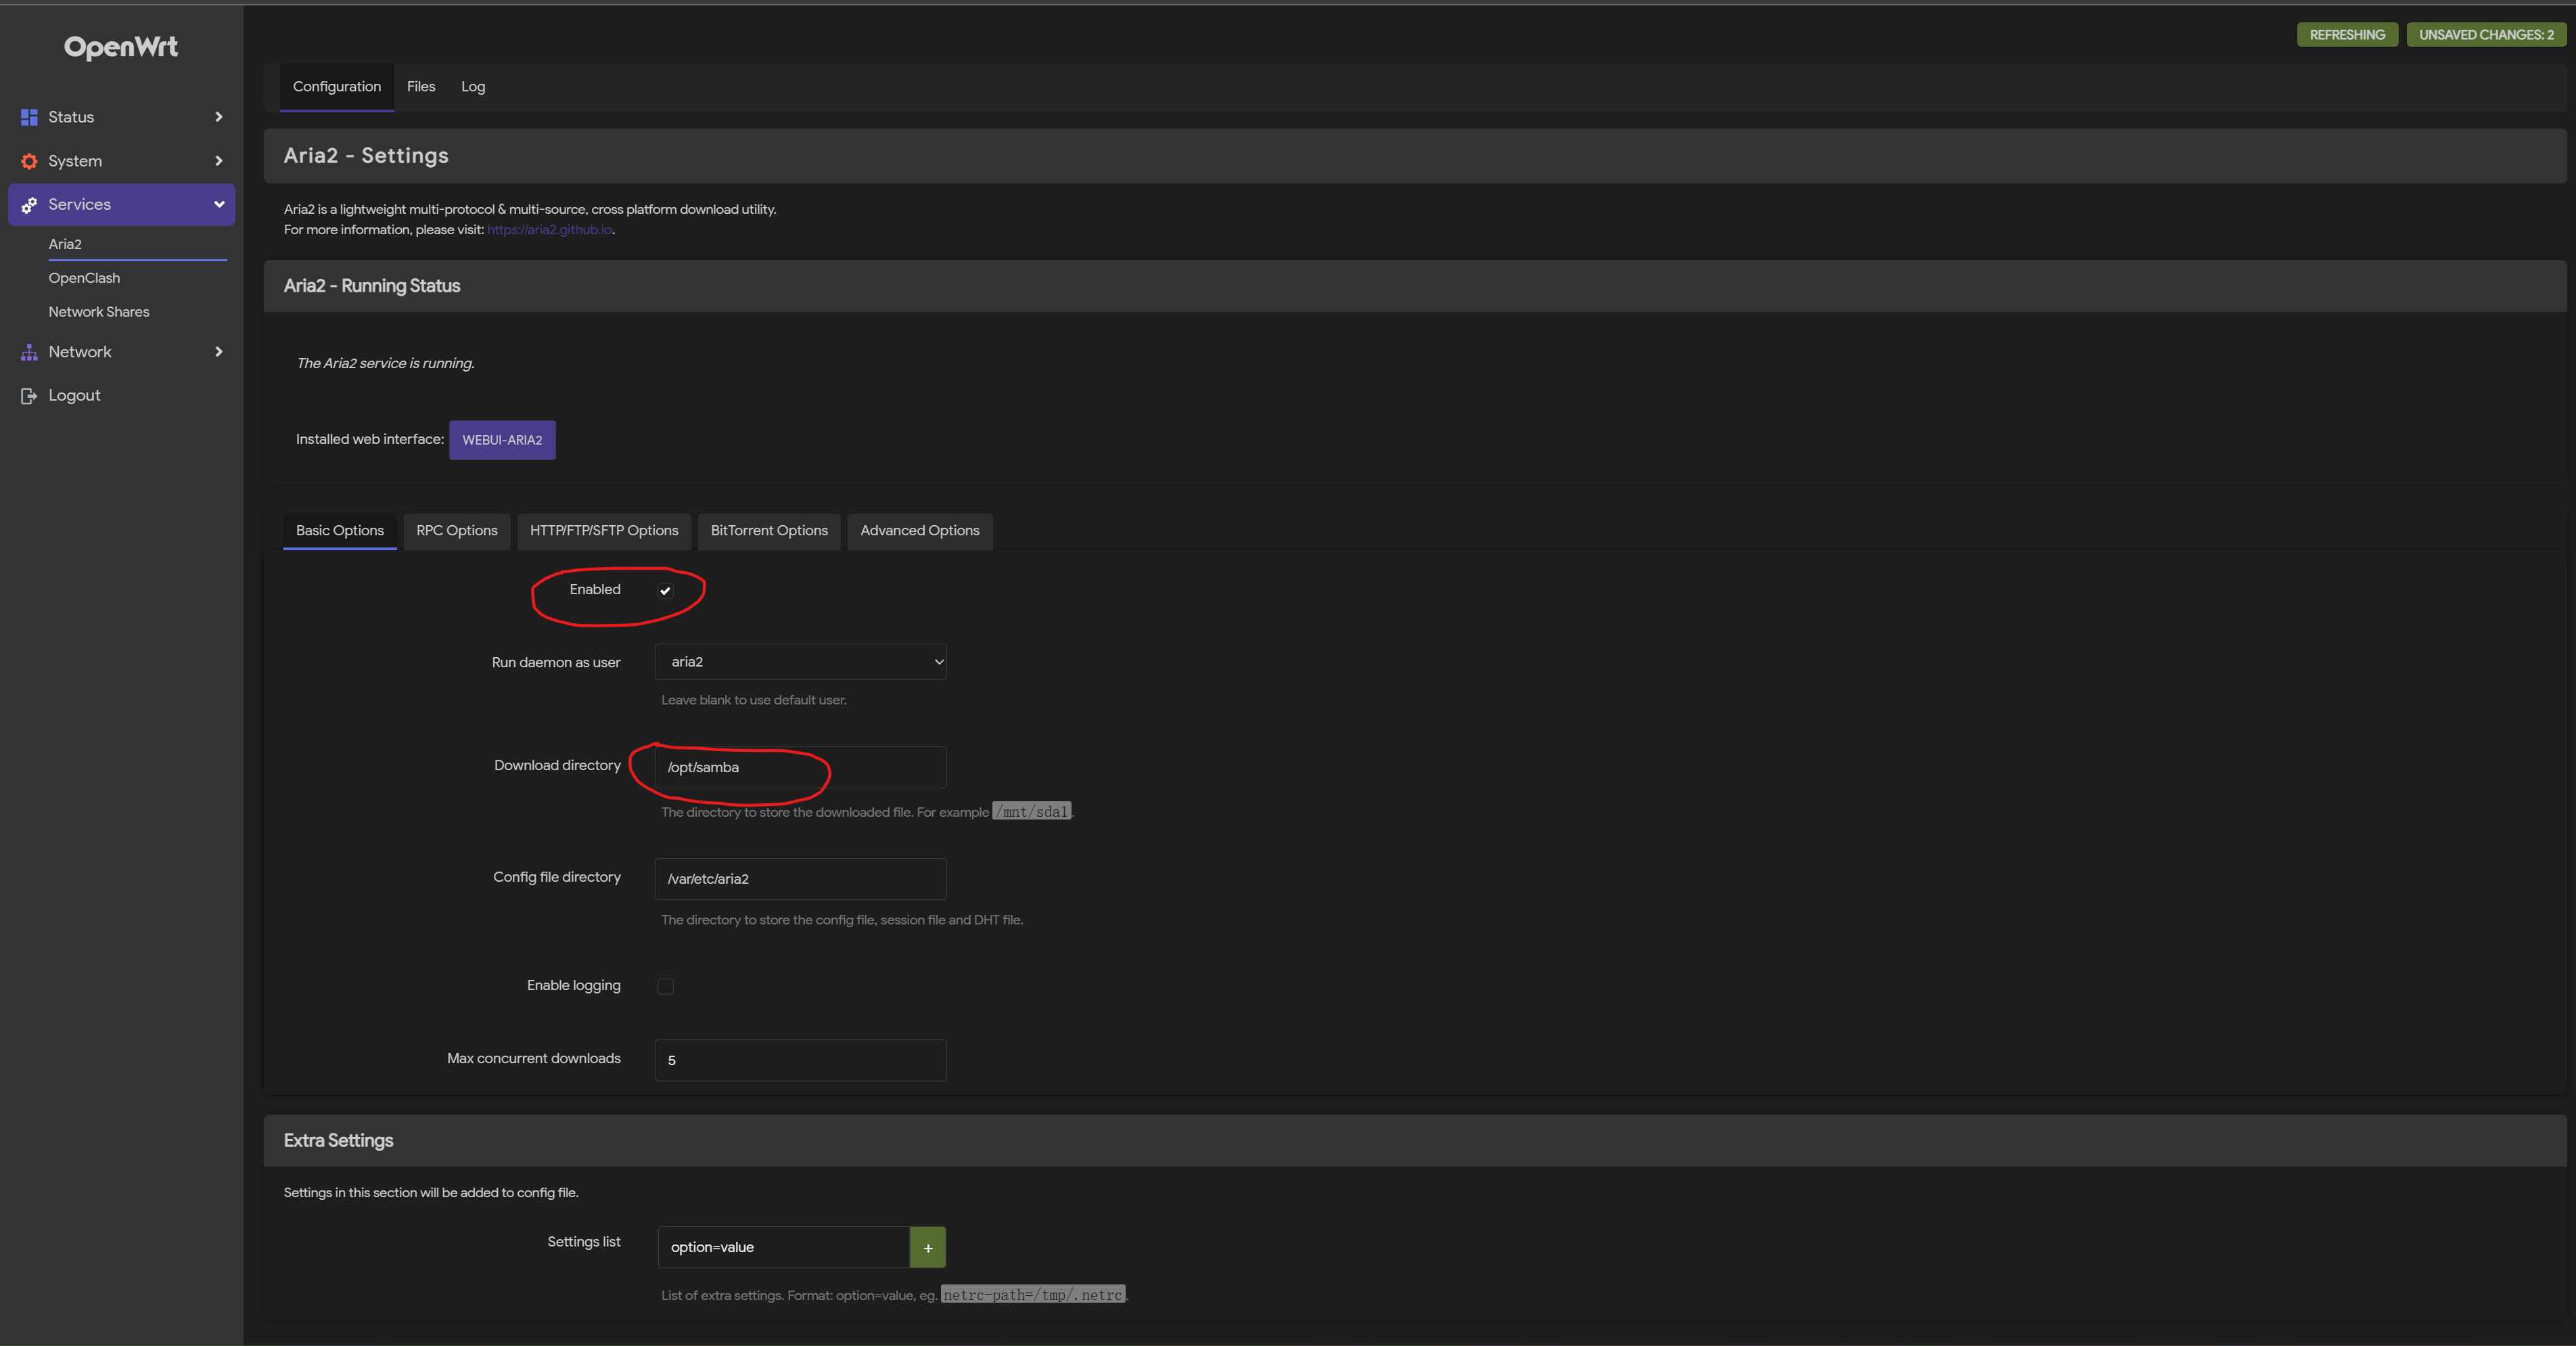 OpenWrt
REFRESHING
UNSAVED CHANGES: 2
Status
System
Services
Aria2
OpenClash
Network Shares
Network
Logout
Configuration
Files
Log
Aria2 - Settings
Aria2 is a lightweight multi-protocol & multi-source, cross platform download utility.
For more information, please visit: https://aria2.github.io.
Aria2 - Running Status
The Aria2 service is running.
Installed web interface: WEBUI-ARIA2
Basic Options
RPC Options
HTTP/FTP/SFTP Options
BitTorrent Options
Advanced Options
Enabled
Run daemon as user
aria2
Leave blank to use default user.
Download directory
/opt/samba
The directory to store the downloaded file. For example /mnt/sda1.
Config file directory
/var/etc/aria2
The directory to store the config file, session file and DHT file.
Enable logging
Max concurrent downloads
5
Extra Settings
Settings in this section will be added to config file.
Settings list
option=value
+
List of extra settings. Format: option=value, eg. netrc-path=/tmp/.netrc.